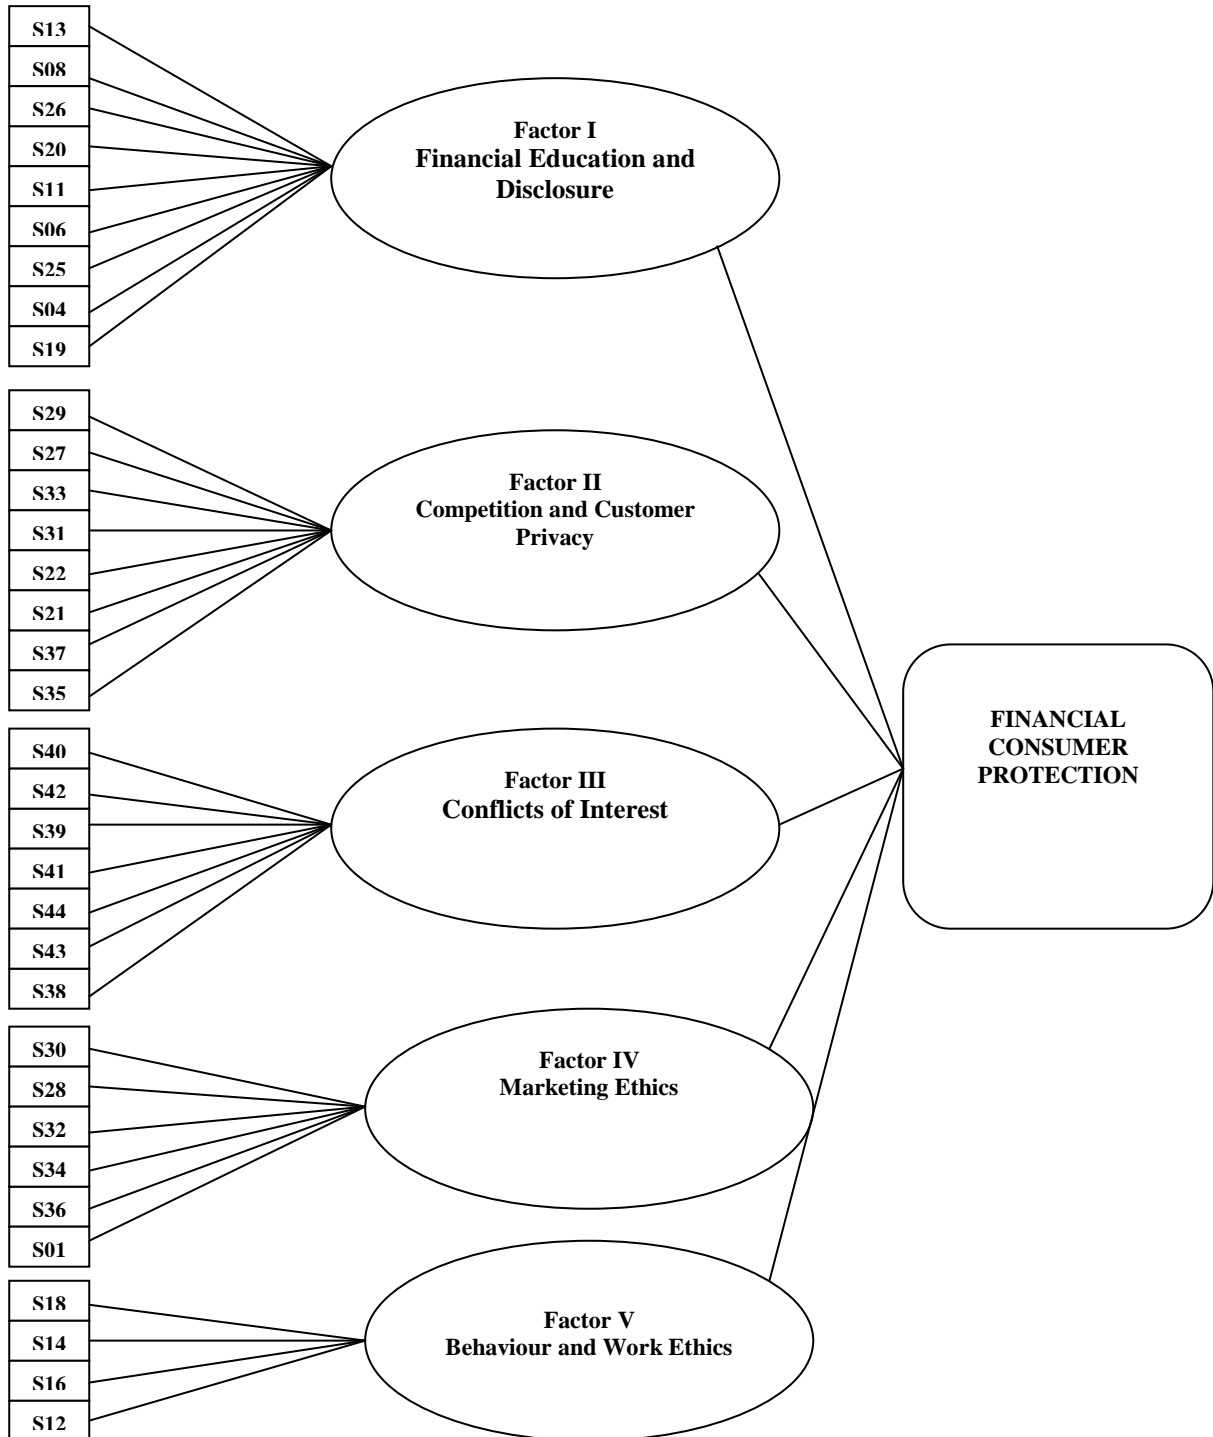 S13
S08
S26
S20
S11
S06
S25
S04
S19
Factor I
Financial Education and
Disclosure
S29
S27
S33
S31
S22
S21
S37
S35
Factor II
Competition and Customer
Privacy
S40
S42
S39
S41
S44
S43
S38
Factor III
Conflicts of Interest
S30
S28
S32
S34
S36
S01
Factor IV
Marketing Ethics
S18
S14
S16
S12
Factor V
Behaviour and Work Ethics
FINANCIAL
CONSUMER
PROTECTION